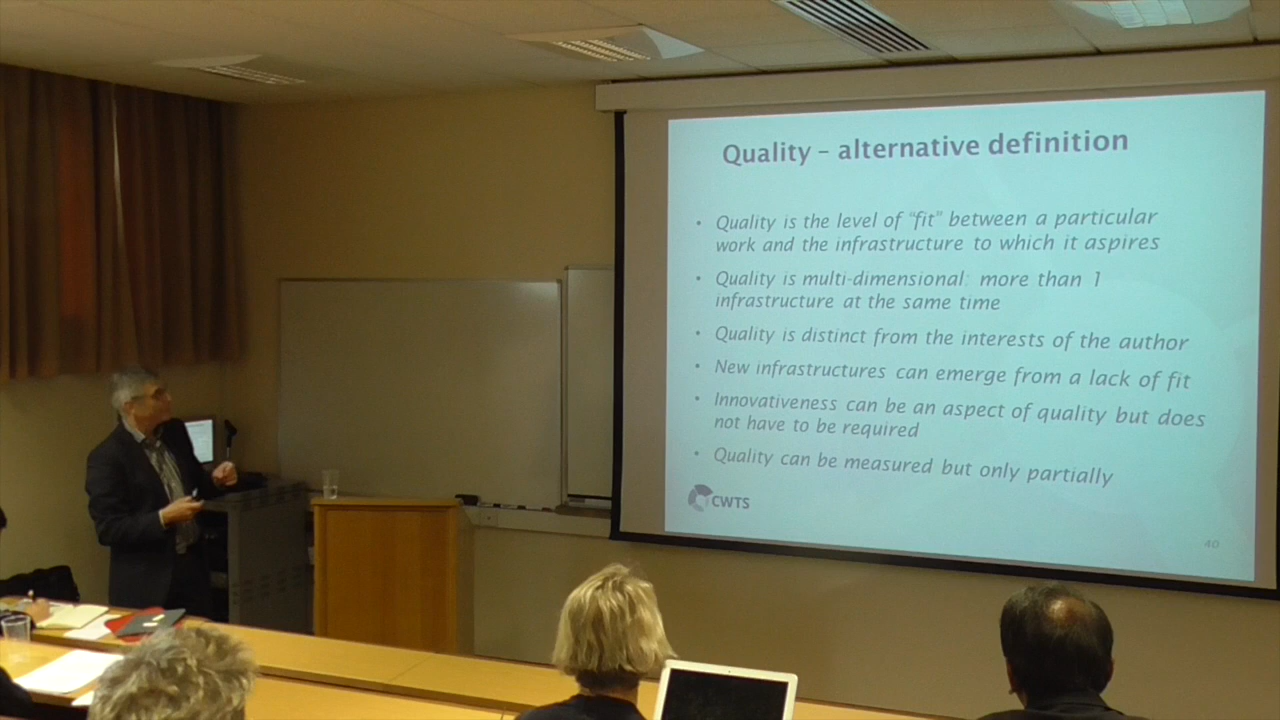 Quality – alternative definition
• Quality is the level of “fit” between a particular
work and the infrastructure to which it aspires
• Quality is multi-dimensional: more than 1
infrastructure at the same time
• Quality is distinct from the interests of the author
• New infrastructures can emerge from a lack of fit
• Innovativeness can be an aspect of quality but does
not have to be required
• Quality can be measured but only partially
CWTS
40